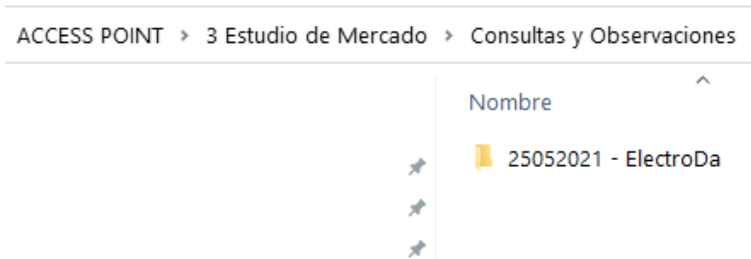 ACCESS POINT > 3 Estudio de Mercado > Consultas y Observaciones
Nombre
25052021 - ElectroDa